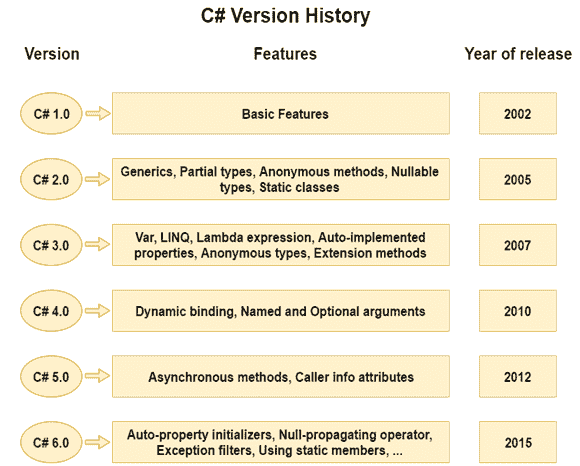 C# Version History
Version
Features
Year of release
C# 1.0
Basic Features
2002
C# 2.0
Generics, Partial types, Anonymous methods, Nullable
types, Static classes
2005
C# 3.0
Var, LINQ, Lambda expression, Auto-implemented
properties, Anonymous types, Extension methods
2007
C# 4.0
Dynamic binding, Named and Optional arguments
2010
C# 5.0
Asynchronous methods, Caller info attributes
2012
C# 6.0
Auto-property initializers, Null-propagating operator,
Exception filters, Using static members, ...
2015